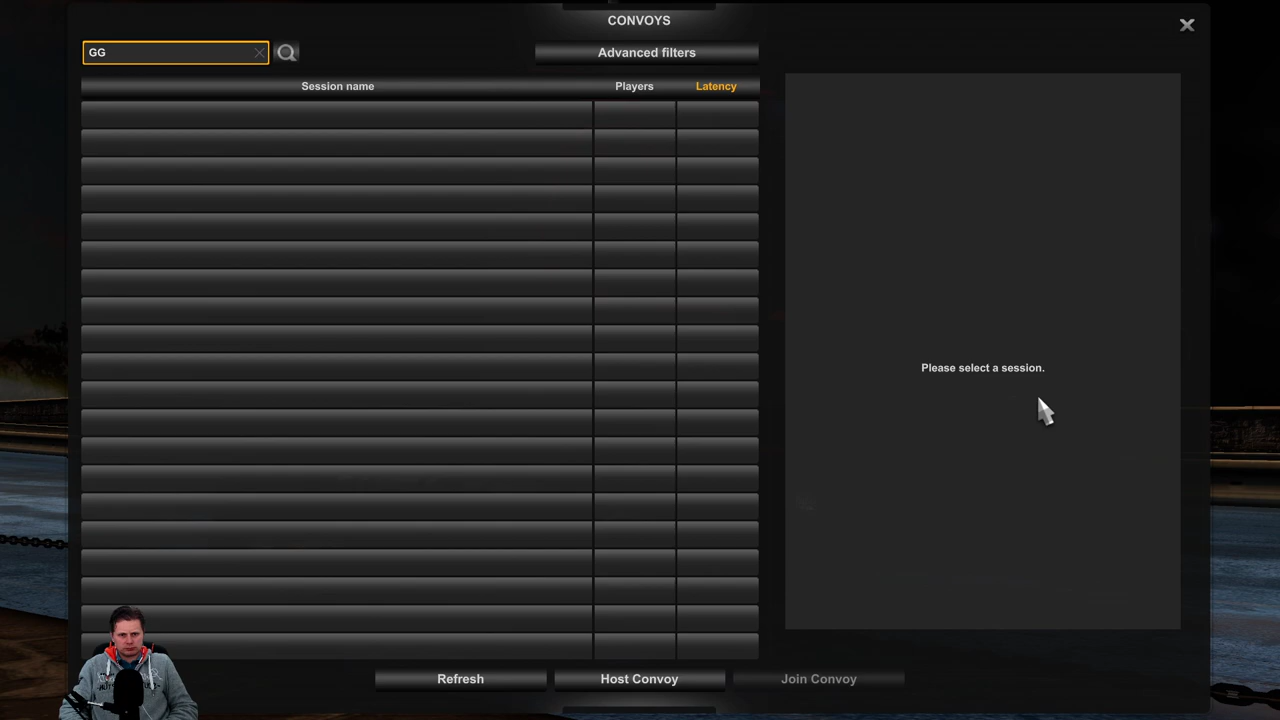 CONVOYS
GG
Advanced filters
Session name
Players
Latency
Please select a session.
Refresh
Host Convoy
Join Convoy